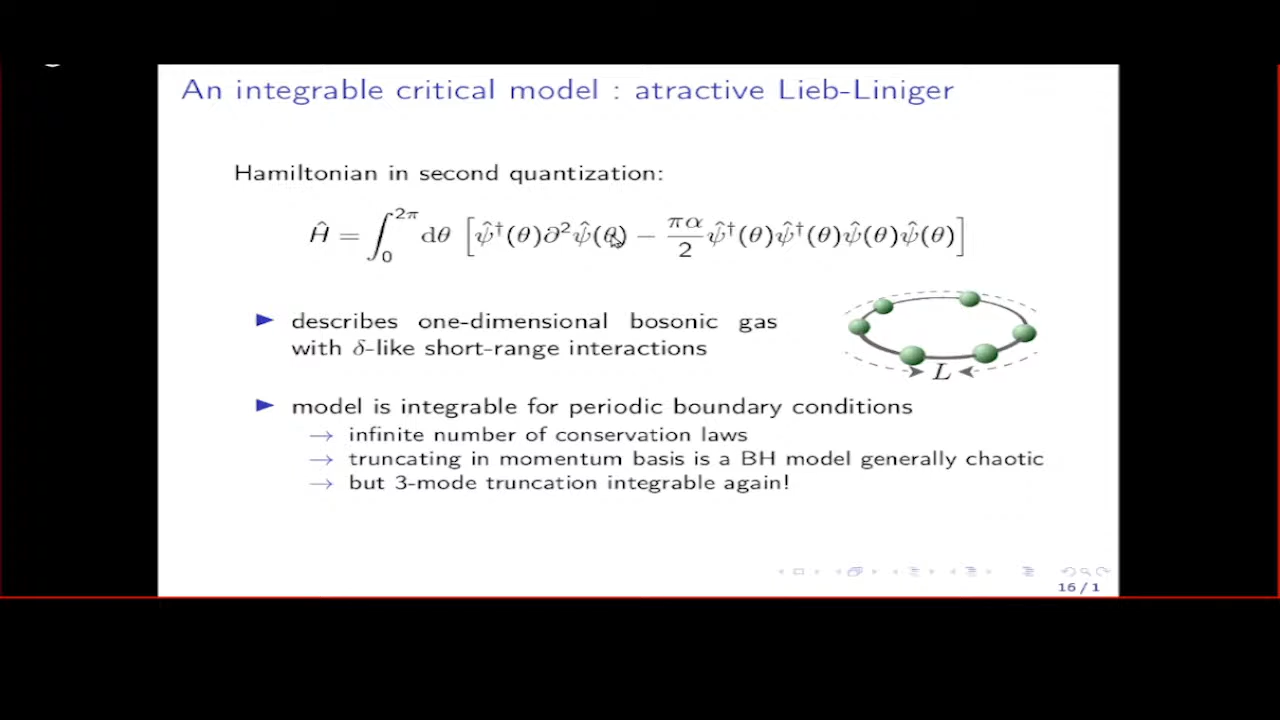 An integrable critical model : atractive Lieb-Liniger
Hamiltonian in second quantization:
Ĥ = ∫₀^{2π} dθ [ψ̂†(θ)∂²ψ̂(θ) − πα/2 ψ̂†(θ)ψ̂†(θ)ψ̂(θ)ψ̂(θ)]
▶ describes one-dimensional bosonic gas
with δ-like short-range interactions
L
▶ model is integrable for periodic boundary conditions
→ infinite number of conservation laws
→ truncating in momentum basis is a BH model generally chaotic
→ but 3-mode truncation integrable again!
16 / 1